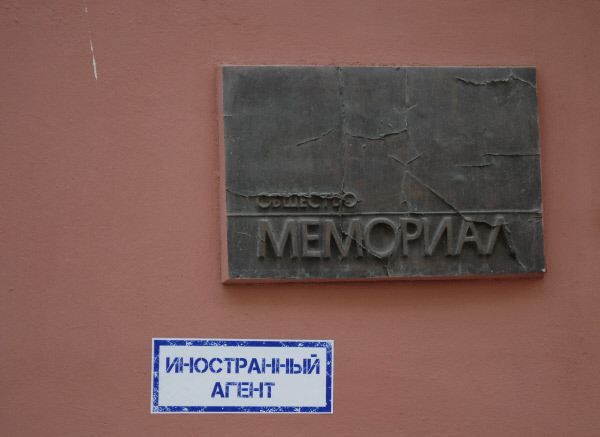 ОБЩЕСТВО
МЕМОРИАЛ
ИНОСТРАННЫЙ
АГЕНТ